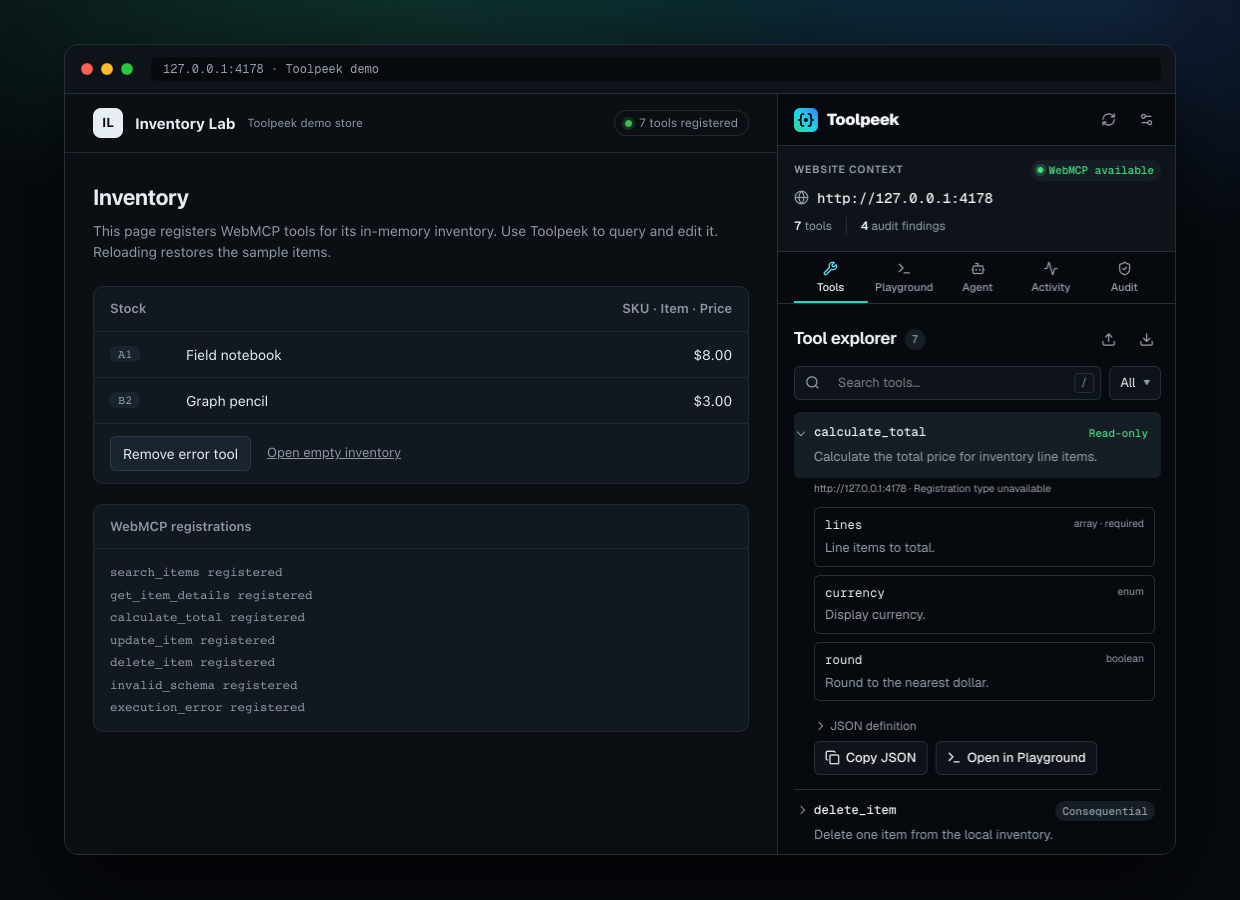 127.0.0.1:4178 · Toolpeek demo
IL Inventory Lab Toolpeek demo store 7 tools registered
Inventory
This page registers WebMCP tools for its in-memory inventory. Use Toolpeek to query and edit it.
Reloading restores the sample items.
Stock SKU · Item · Price
A1 Field notebook $8.00
B2 Graph pencil $3.00
Remove error tool Open empty inventory
WebMCP registrations
search_items registered
get_item_details registered
calculate_total registered
update_item registered
delete_item registered
invalid_schema registered
execution_error registered
Toolpeek
WEBSITE CONTEXT WebMCP available
http://127.0.0.1:4178
7 tools 4 audit findings
Tools Playground Agent Activity Audit
Tool explorer 7
Search tools… / All
calculate_total Read-only
Calculate the total price for inventory line items.
http://127.0.0.1:4178 · Registration type unavailable
lines array · required
Line items to total.
currency enum
Display currency.
round boolean
Round to the nearest dollar.
JSON definition
Copy JSON Open in Playground
delete_item Consequential
Delete one item from the local inventory.